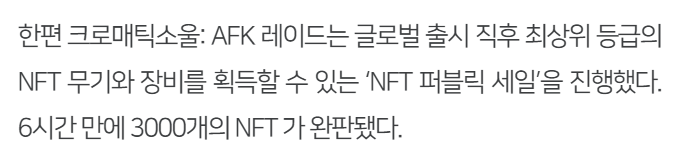 한편 크로매틱소울: AFK 레이드는 글로벌 출시 직후 최상위 등급의
NFT 무기와 장비를 획득할 수 있는 ‘NFT 퍼블릭 세일’을 진행했다.
6시간 만에 3000개의 NFT 가 완판됐다.